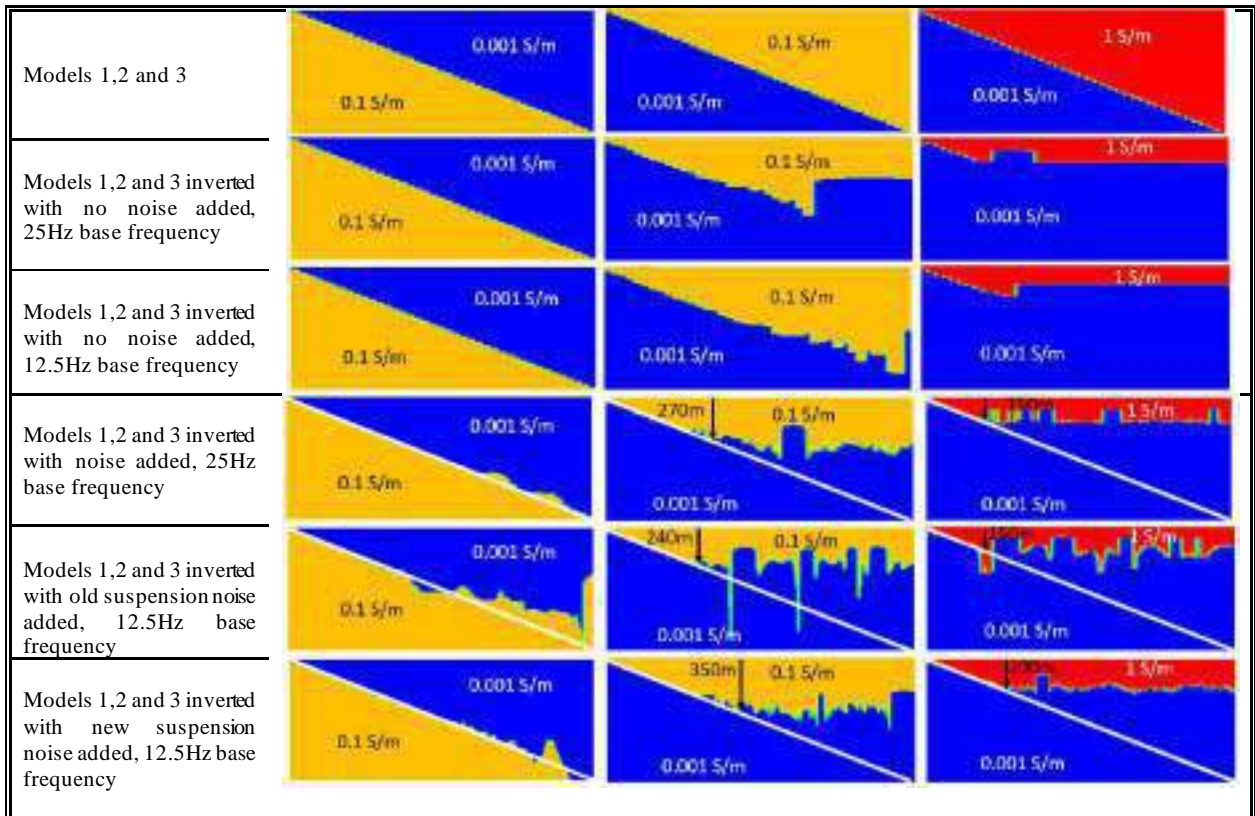 Models 1,2 and 3
0.001 S/m
0.1 S/m
0.1 S/m
0.001 S/m
1 S/m
0.001 S/m
Models 1,2 and 3 inverted
with no noise added,
25Hz base frequency
0.001 S/m
0.1 S/m
0.1 S/m
0.001 S/m
1 S/m
0.001 S/m
Models 1,2 and 3 inverted
with no noise added,
12.5Hz base frequency
0.001 S/m
0.1 S/m
0.1 S/m
0.001 S/m
1 S/m
0.001 S/m
Models 1,2 and 3 inverted
with noise added, 25Hz
base frequency
0.001 S/m
0.1 S/m
270m
0.1 S/m
0.001 S/m
1 S/m
0.001 S/m
Models 1,2 and 3 inverted
with old suspension noise
added, 12.5Hz base
frequency
0.001 S/m
0.1 S/m
240m
0.1 S/m
0.001 S/m
1 S/m
0.001 S/m
Models 1,2 and 3 inverted
with new suspension
noise added, 12.5Hz base
frequency
0.001 S/m
0.1 S/m
350m
0.1 S/m
0.001 S/m
1 S/m
0.001 S/m